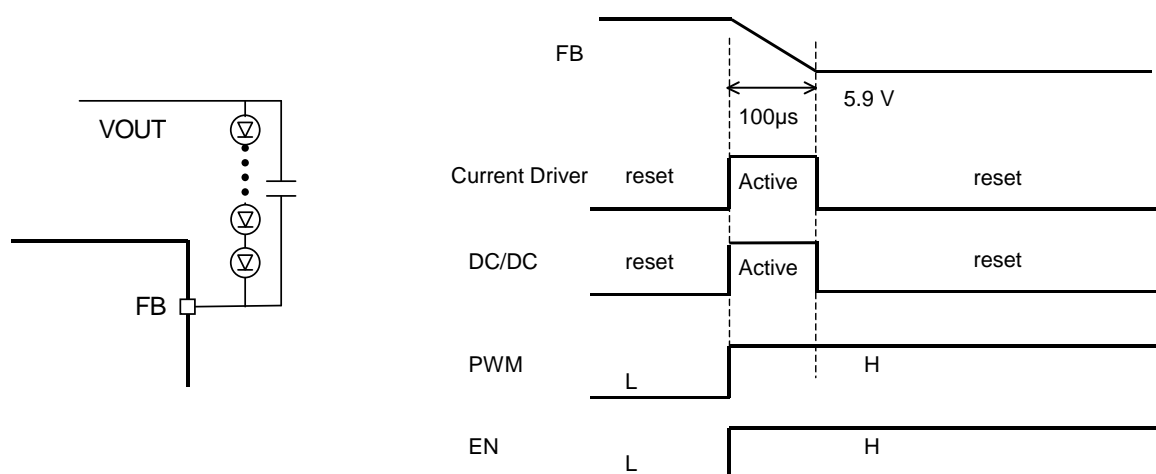 VOUT
FB
FB
5.9 V
100µs
Current Driver reset Active reset
DC/DC reset Active reset
PWM L H
EN L H